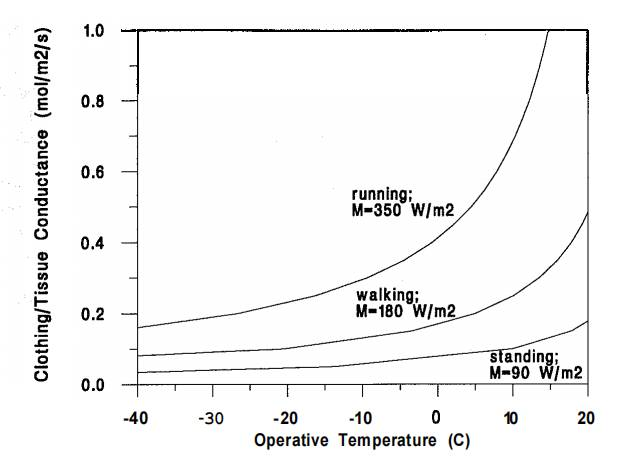 Clothing/Tissue Conductance (mol/m2/s)
1.0
0.8
0.6
0.4
0.2
0.0
running;
M=350 W/m2
walking;
M=180 W/m2
standing;
M=90 W/m2
-40 -30 -20 -10 0 10 20
Operative Temperature (C)